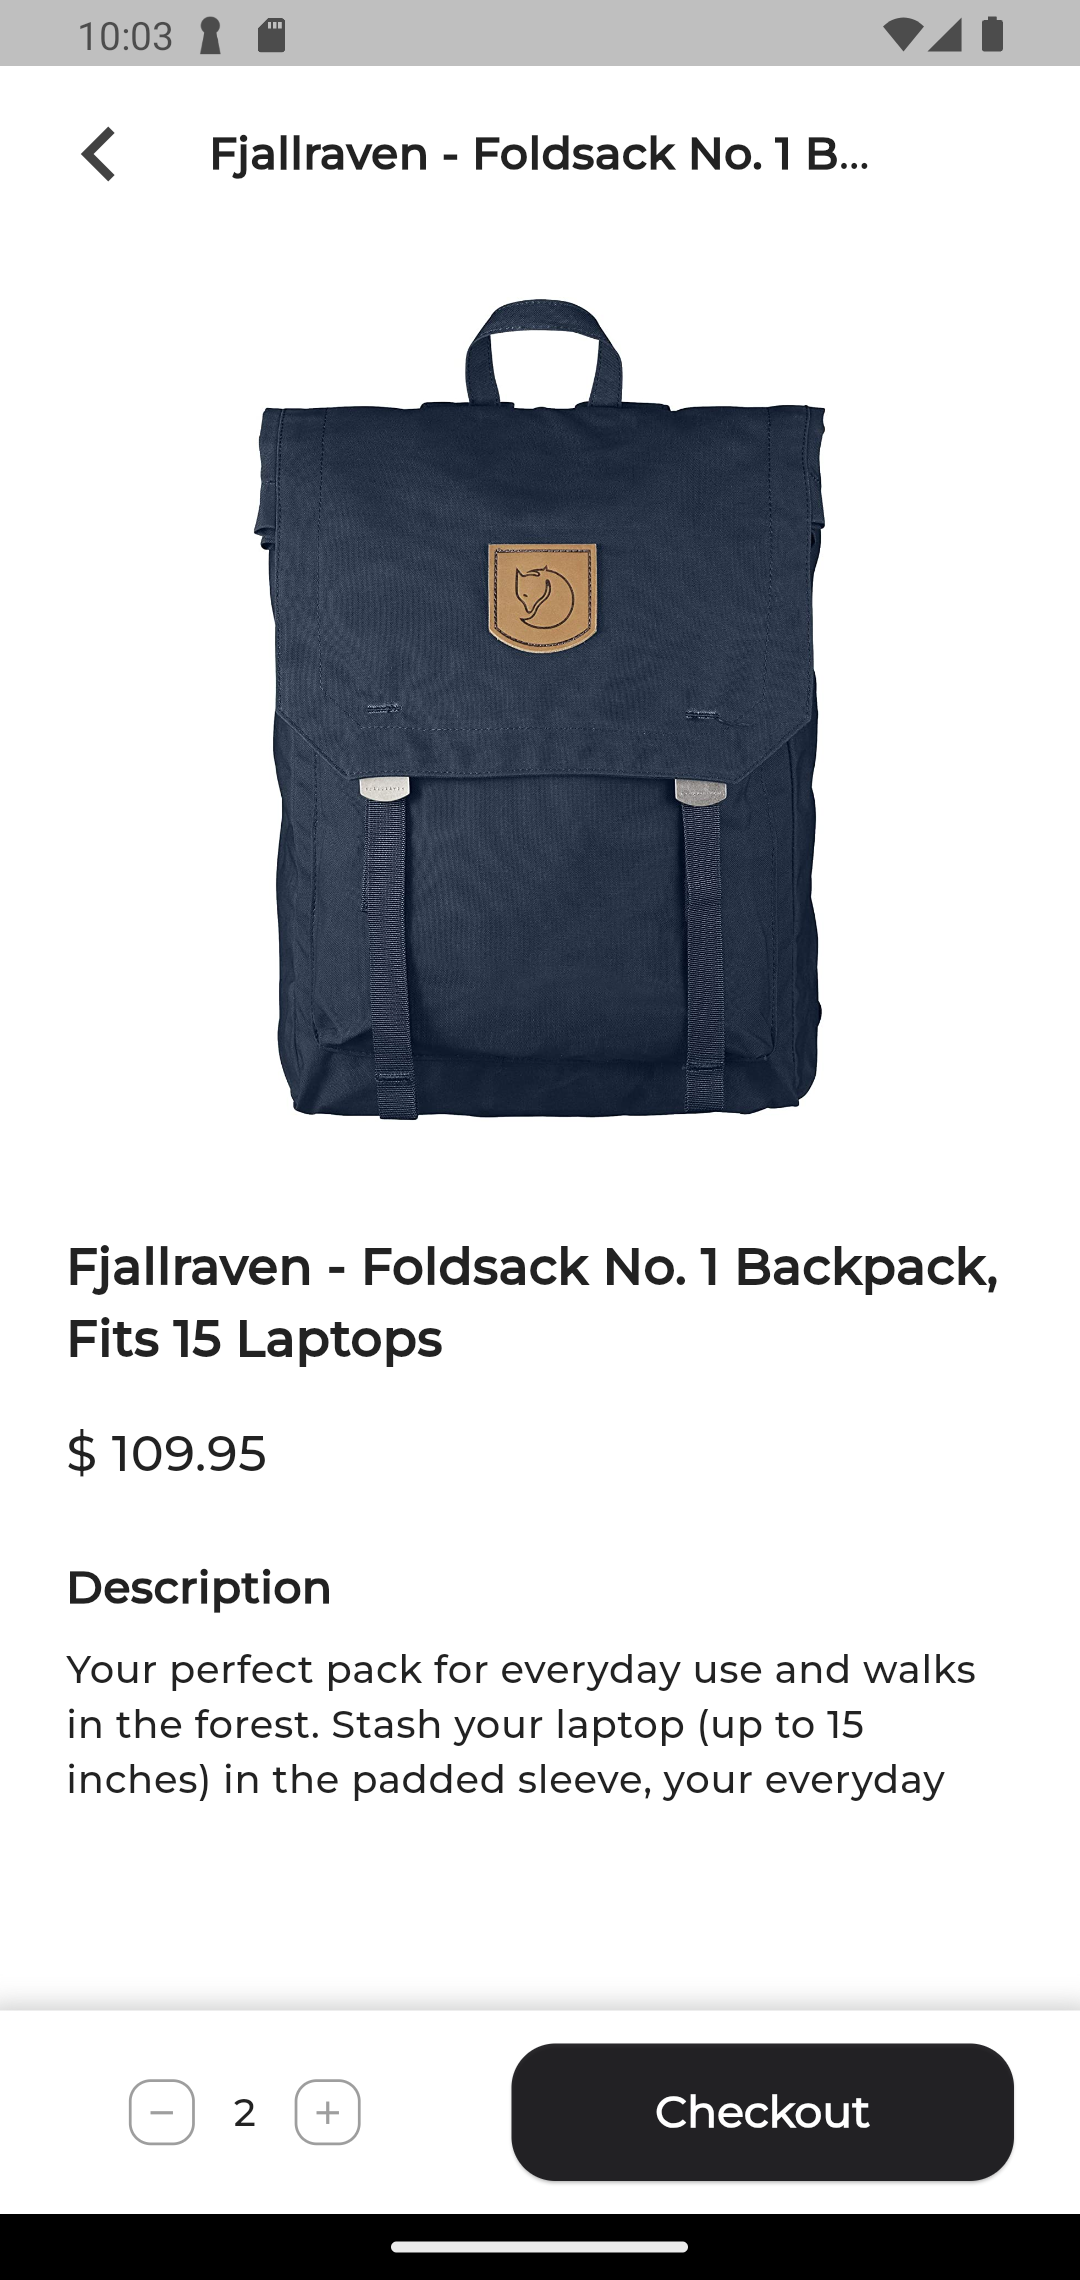 10:03
Fjallraven - Foldsack No. 1 B...
Fjallraven - Foldsack No. 1 Backpack,
Fits 15 Laptops
$ 109.95
Description
Your perfect pack for everyday use and walks
in the forest. Stash your laptop (up to 15
inches) in the padded sleeve, your everyday
2
Checkout